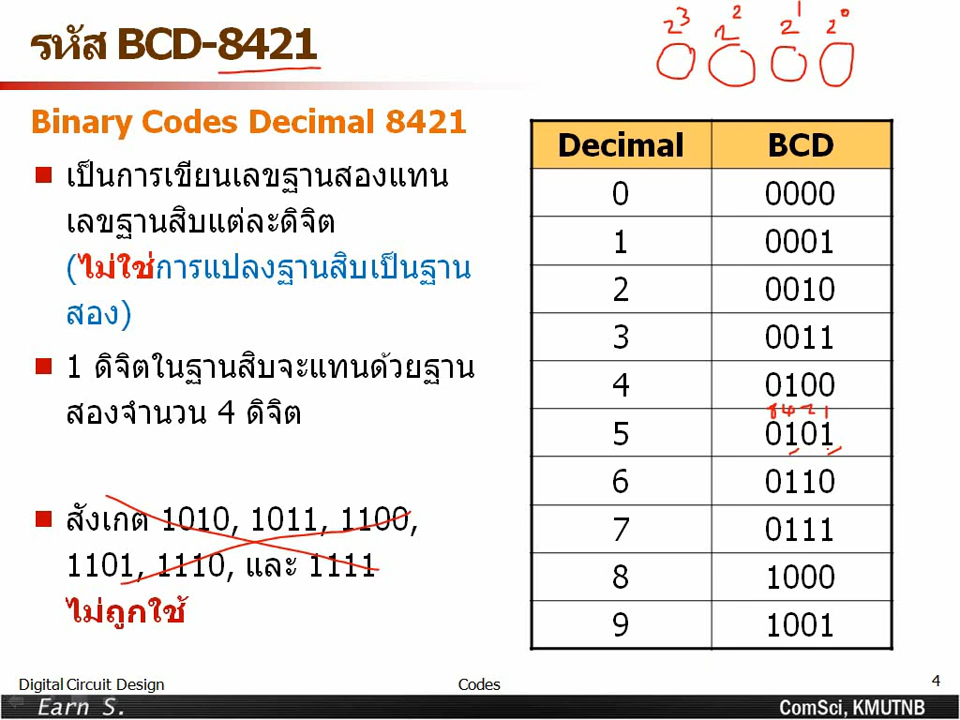 รหัส BCD-8421
2³ 2² 2¹ 2⁰
Binary Codes Decimal 8421
เป็นการเขียนเลขฐานสองแทน
เลขฐานสิบแต่ละดิจิต
(ไม่ใช่การแปลงฐานสิบเป็นฐาน
สอง)
1 ดิจิตในฐานสิบจะแทนด้วยฐาน
สองจำนวน 4 ดิจิต
สังเกต 1010, 1011, 1100,
1101, 1110, และ 1111
ไม่ถูกใช้
Decimal BCD
0 0000
1 0001
2 0010
3 0011
4 0100
8421
5 0101
6 0110
7 0111
8 1000
9 1001
Digital Circuit Design Codes 4
Earn S. ComSci, KMUTNB